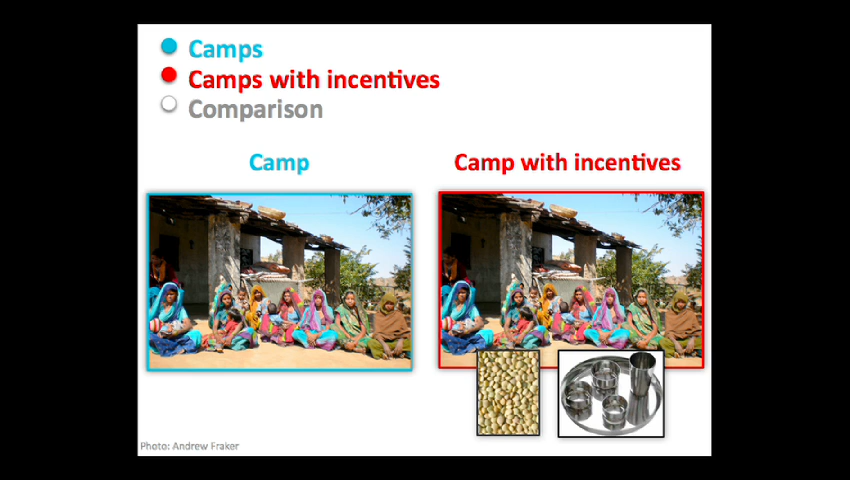 Camps
Camps with incentives
Comparison
Camp
Camp with incentives
Photo: Andrew Fraker